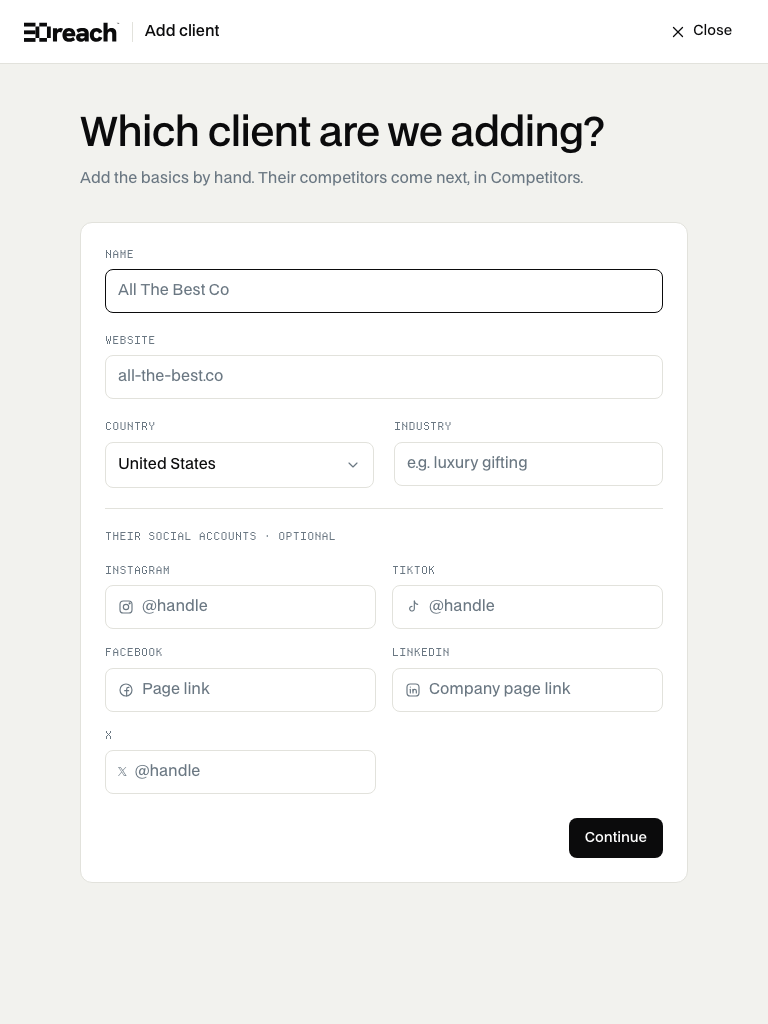 reach
Add client
Close
Which client are we adding?
Add the basics by hand. Their competitors come next, in Competitors.
NAME
All The Best Co
WEBSITE
all-the-best.co
COUNTRY
INDUSTRY
United States
e.g. luxury gifting
THEIR SOCIAL ACCOUNTS · OPTIONAL
INSTAGRAM
TIKTOK
@handle
@handle
FACEBOOK
LINKEDIN
Page link
Company page link
X
@handle
Continue